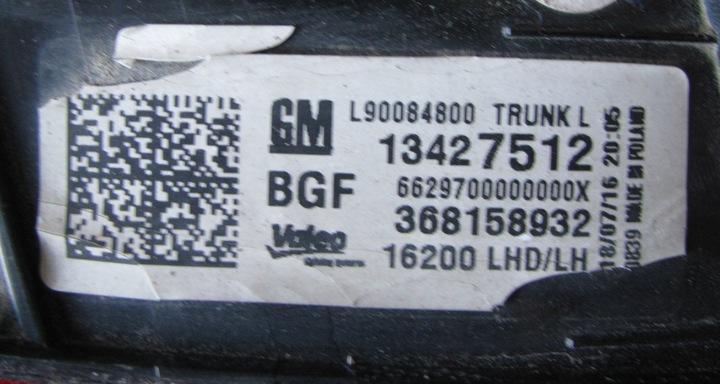 GM L90084800 TRUNK L
13427512
BGF 6629700000000X
368158932
Valeo
16200 LHD/LH
18/07/16 20:05
0839 MADE IN POLAND